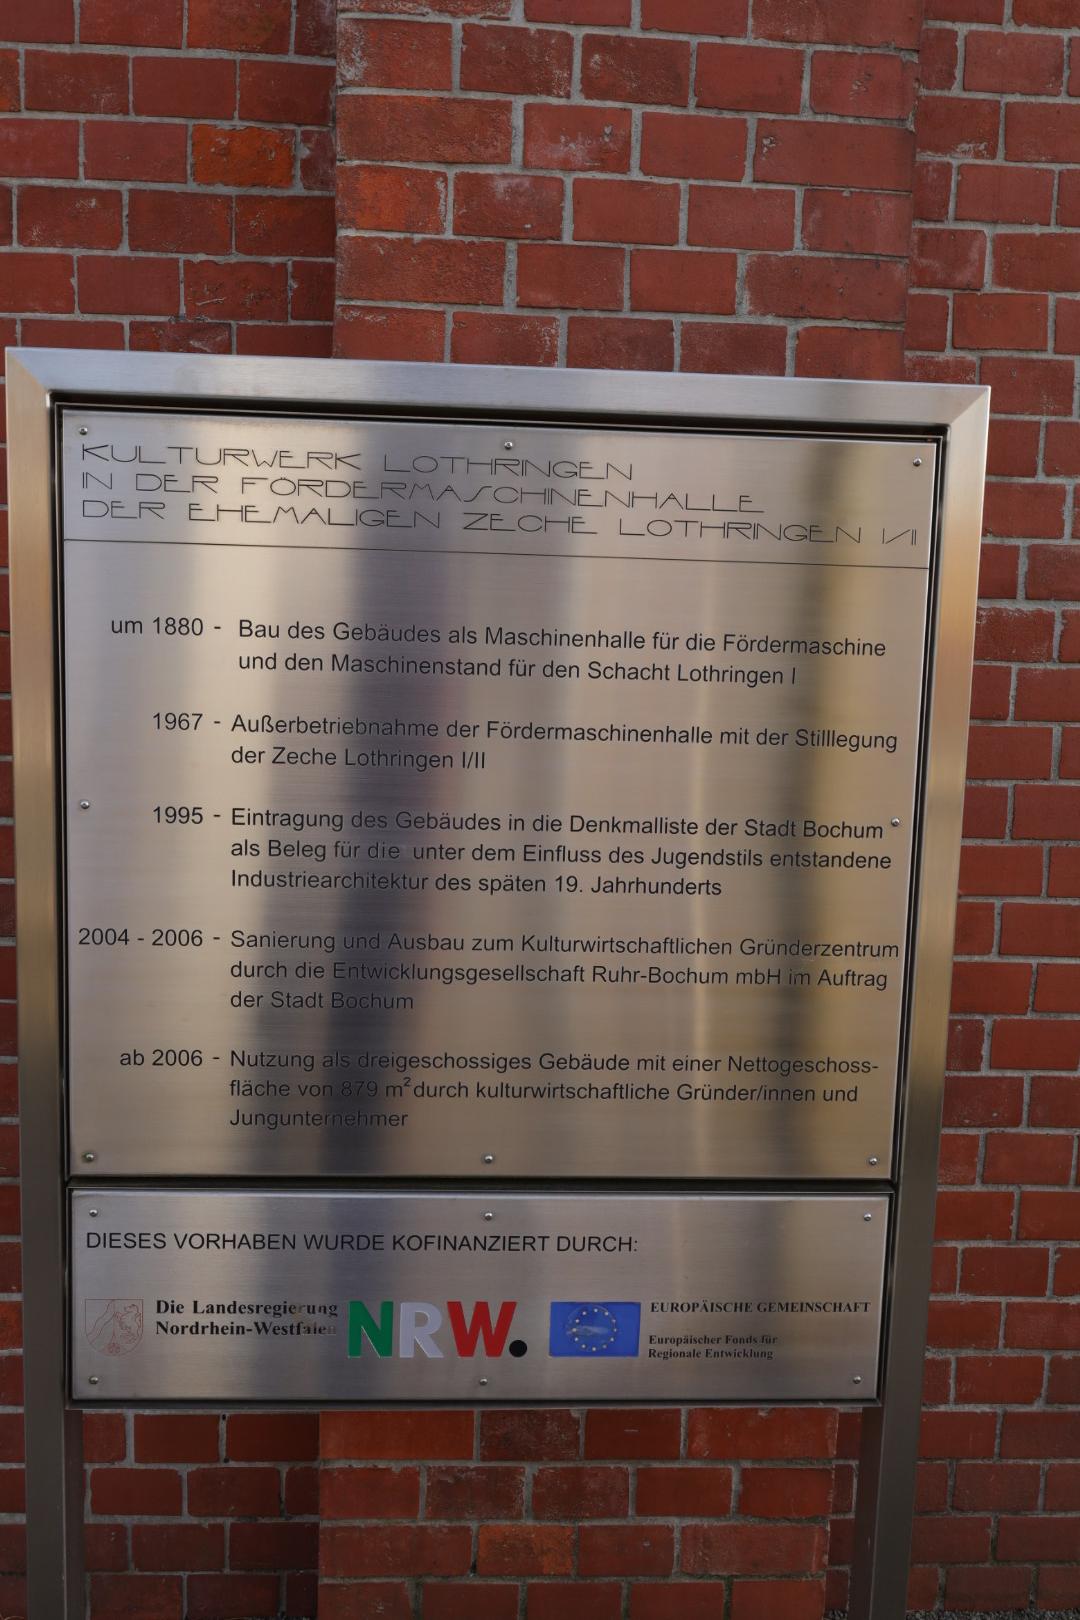 KULTURWERK LOTHRINGEN
IN DER FÖRDERMASCHINENHALLE
DER EHEMALIGEN ZECHE LOTHRINGEN I/II
um 1880 - Bau des Gebäudes als Maschinenhalle für die Fördermaschine
und den Maschinenstand für den Schacht Lothringen I
1967 - Außerbetriebnahme der Fördermaschinenhalle mit der Stilllegung
der Zeche Lothringen I/II
1995 - Eintragung des Gebäudes in die Denkmalliste der Stadt Bochum
als Beleg für die unter dem Einfluss des Jugendstils entstandene
Industriearchitektur des späten 19. Jahrhunderts
2004 - 2006 - Sanierung und Ausbau zum Kulturwirtschaftlichen Gründerzentrum
durch die Entwicklungsgesellschaft Ruhr-Bochum mbH im Auftrag
der Stadt Bochum
ab 2006 - Nutzung als dreigeschossiges Gebäude mit einer Nettogeschoss-
fläche von 879 m² durch kulturwirtschaftliche Gründer/innen und
Jungunternehmer
DIESES VORHABEN WURDE KOFINANZIERT DURCH:
Die Landesregierung
Nordrhein-Westfalen
NRW.
EUROPÄISCHE GEMEINSCHAFT
Europäischer Fonds für
Regionale Entwicklung